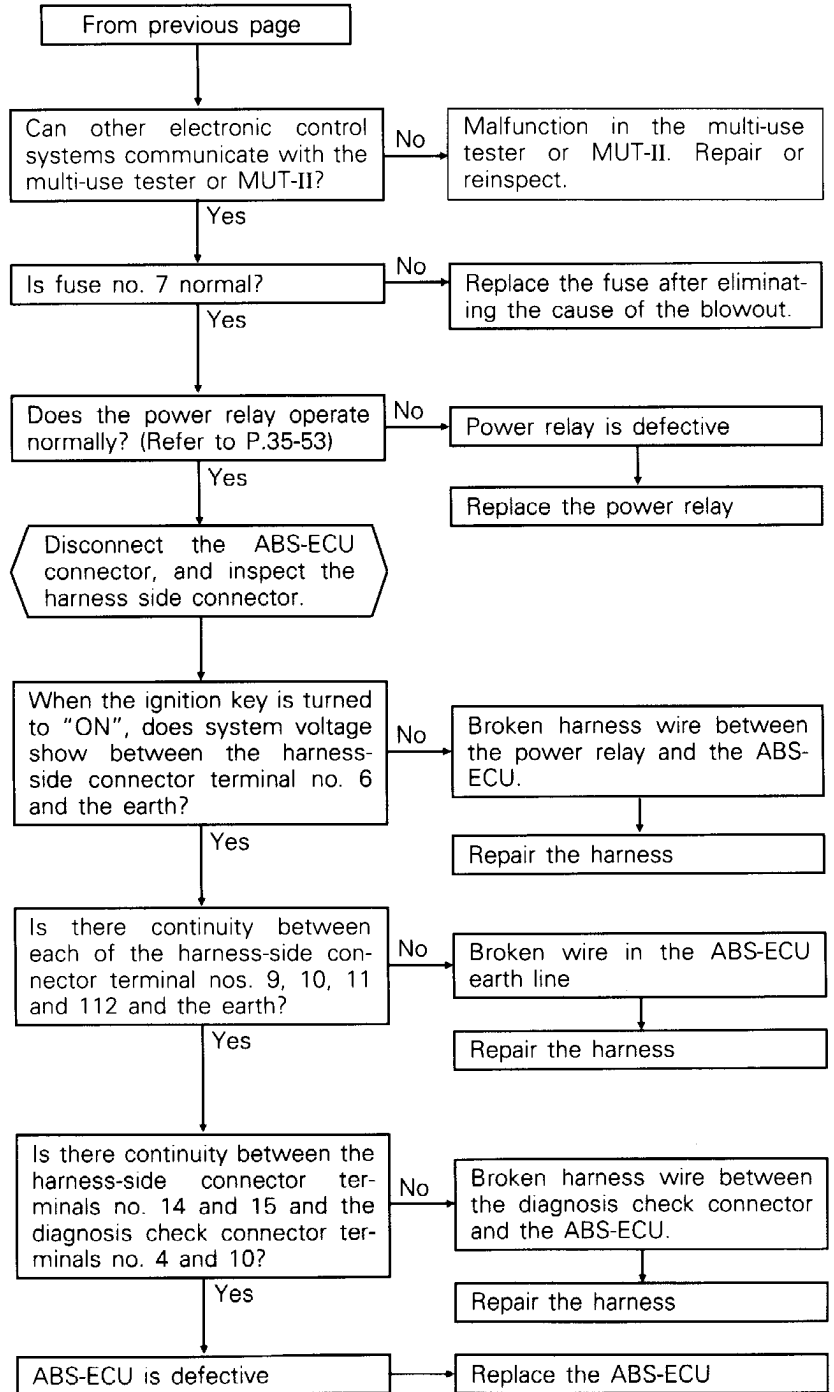 From previous page
Can other electronic control
systems communicate with the
multi-use tester or MUT-II?
No
Malfunction in the multi-use
tester or MUT-II. Repair or
reinspect.
Yes
Is fuse no. 7 normal?
No
Replace the fuse after eliminat-
ing the cause of the blowout.
Yes
Does the power relay operate
normally? (Refer to P.35-53)
No
Power relay is defective
Replace the power relay
Yes
Disconnect the ABS-ECU
connector, and inspect the
harness side connector.
When the ignition key is turned
to "ON", does system voltage
show between the harness-
side connector terminal no. 6
and the earth?
No
Broken harness wire between
the power relay and the ABS-
ECU.
Repair the harness
Yes
Is there continuity between
each of the harness-side con-
nector terminal nos. 9, 10, 11
and 112 and the earth?
No
Broken wire in the ABS-ECU
earth line
Repair the harness
Yes
Is there continuity between the
harness-side connector ter-
minals no. 14 and 15 and the
diagnosis check connector ter-
minals no. 4 and 10?
No
Broken harness wire between
the diagnosis check connector
and the ABS-ECU.
Repair the harness
Yes
ABS-ECU is defective
Replace the ABS-ECU